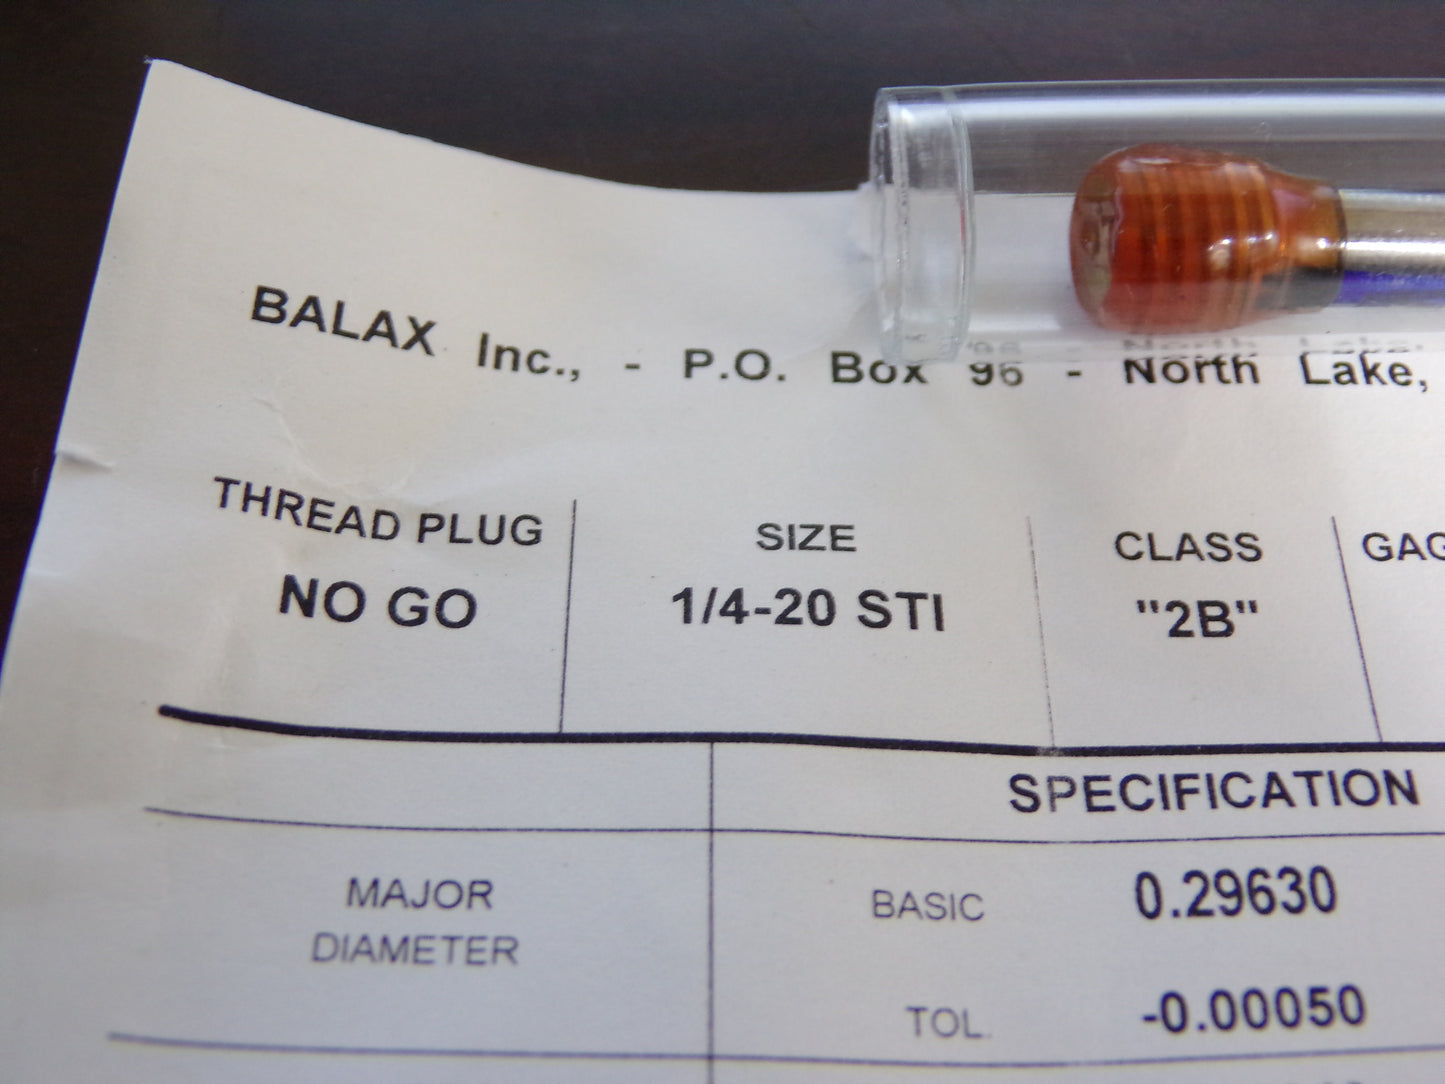 BALAX Inc., - P.O. Box 96 - North Lake,
THREAD PLUG SIZE CLASS GAG
NO GO 1/4-20 STI "2B"
SPECIFICATION
MAJOR DIAMETER BASIC 0.29630
TOL. -0.00050